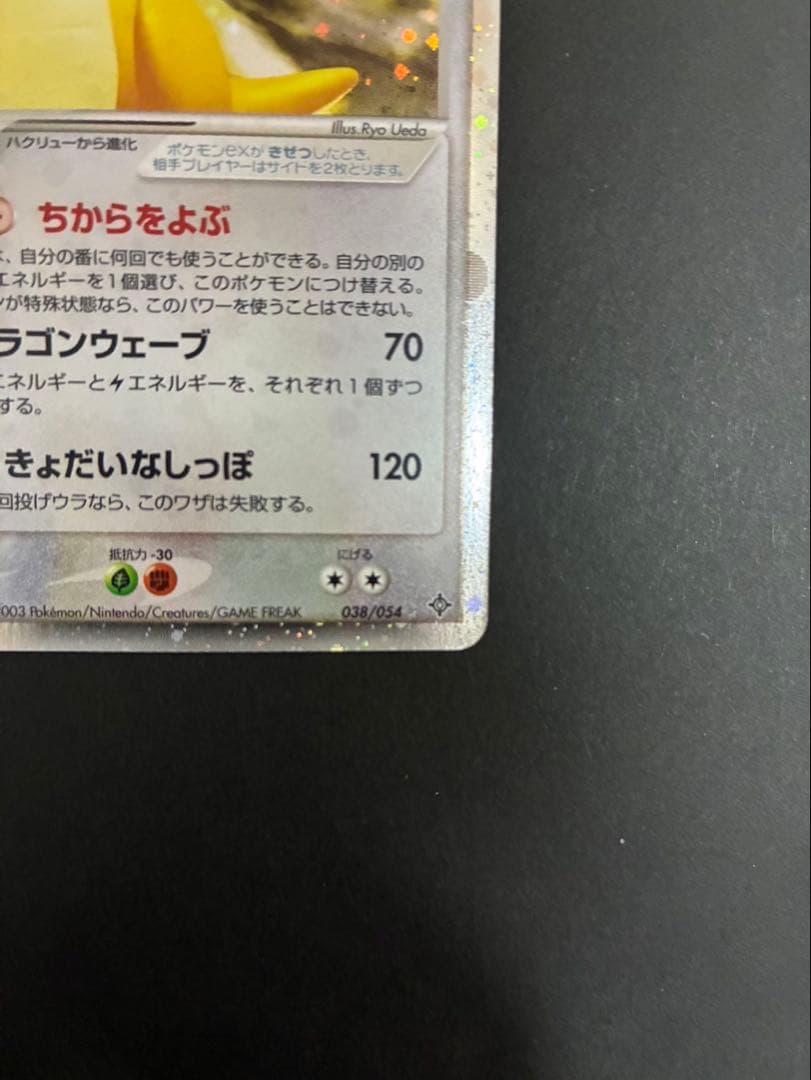 Illus.Ryo Ueda
ハクリューから進化
ポケモンexがきぜつしたとき、
相手プレイヤーはサイドを2枚とります。
ちからをよぶ
、自分の番に何回でも使うことができる。自分の別の
エネルギーを1個選び、このポケモンにつけ替える。
ンが特殊状態なら、このパワーを使うことはできない。
ラゴンウェーブ 70
エネルギーとエネルギーを、それぞれ1個ずつ
する。
きょだいなしっぽ 120
回投げウラなら、このワザは失敗する。
抵抗力 -30
にげる
003 Pokémon/Nintendo/Creatures/GAME FREAK 038/054